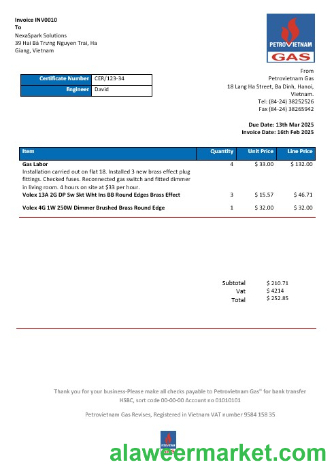 Invoice INV0010
To
NexaSpark Solutions
39 Hai Bà Trưng Nguyen Trai, Ha
Giang, Vietnam
PETROVIETNAM
GAS
From
Petrovietnam Gas
18 Lang Ha Street, Ba Dinh, Hanoi,
Vietnam.
Tel: (84-24) 38252526
Fax (84-24) 38265942
Certificate Number CER/123-34
Engineer David
Due Date: 13th Mar 2025
Invoice Date: 16th Feb 2025
Item Quantity Unit Price Line Price
Gas Labor 4 $ 33.00 $ 132.00
Installation carried out on flat 18. Installed 3 new brass effect plug
fittings. Checked fuses. Reconnected gas switch and fitted dimmer
in living room. 4 hours on site at $33 per hour.
Volex 13A 2G DP Sw Skt Wht Ins BB Round Edges Brass Effect 3 $ 15.57 $ 46.71
Volex 4G 1W 250W Dimmer Brushed Brass Round Edge 1 $ 32.00 $ 32.00
Subtotal $ 210.71
Vat $ 4214
Total $ 252.85
Thank you for your business-Please make all checks payable to Petrovietnam Gas" for bank transfer
HSBC, sort code 00-00-00 Account no 01010101
Petrovietnam Gas Revises, Registered in Vietnam VAT number 9584 158 35
GAS
alaweermarket.com